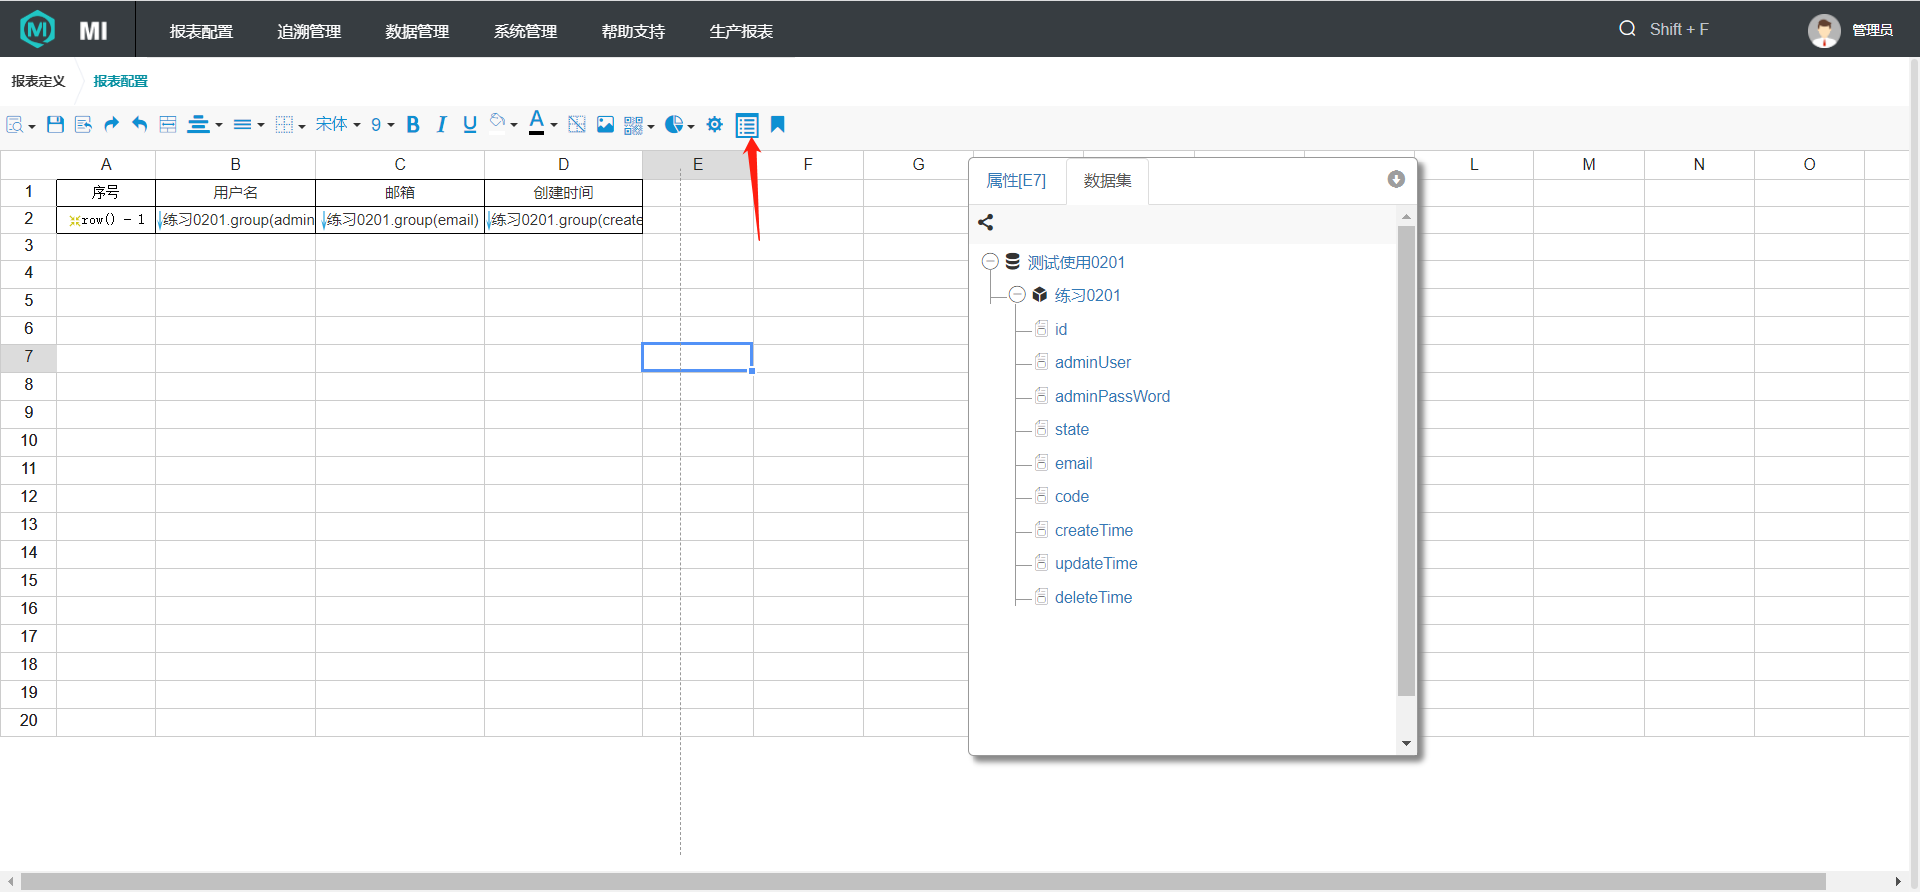 MI 报表配置 追溯管理 数据管理 系统管理 帮助支持 生产报表 Shift + F 管理员
报表定义 报表配置
宋体 9 B I U A
A B C D E F G L M N O
1 序号 用户名 邮箱 创建时间
2 row() - 1 练习0201.group(admin 练习0201.group(email) 练习0201.group(create
3
4
5
6
7
8
9
10
11
12
13
14
15
16
17
18
19
20
属性[E7] 数据集
测试使用0201
练习0201
id
adminUser
adminPassWord
state
email
code
createTime
updateTime
deleteTime